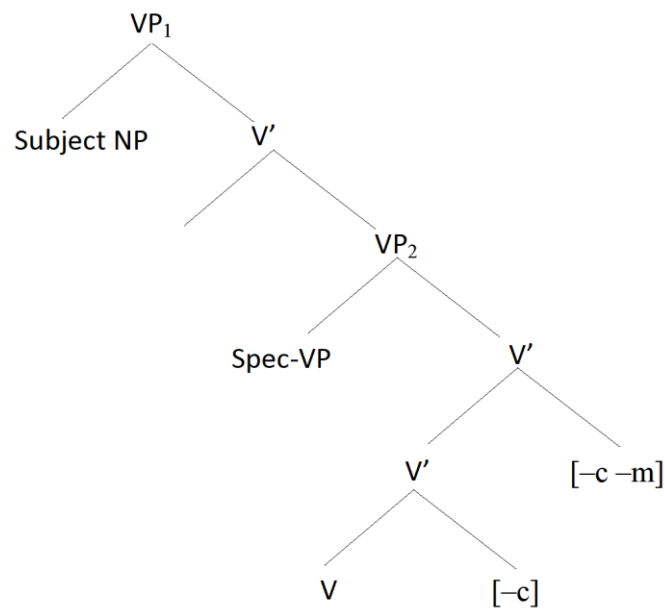 VP₁
Subject NP V’
VP₂
Spec-VP V’
V’ [–c –m]
V [–c]